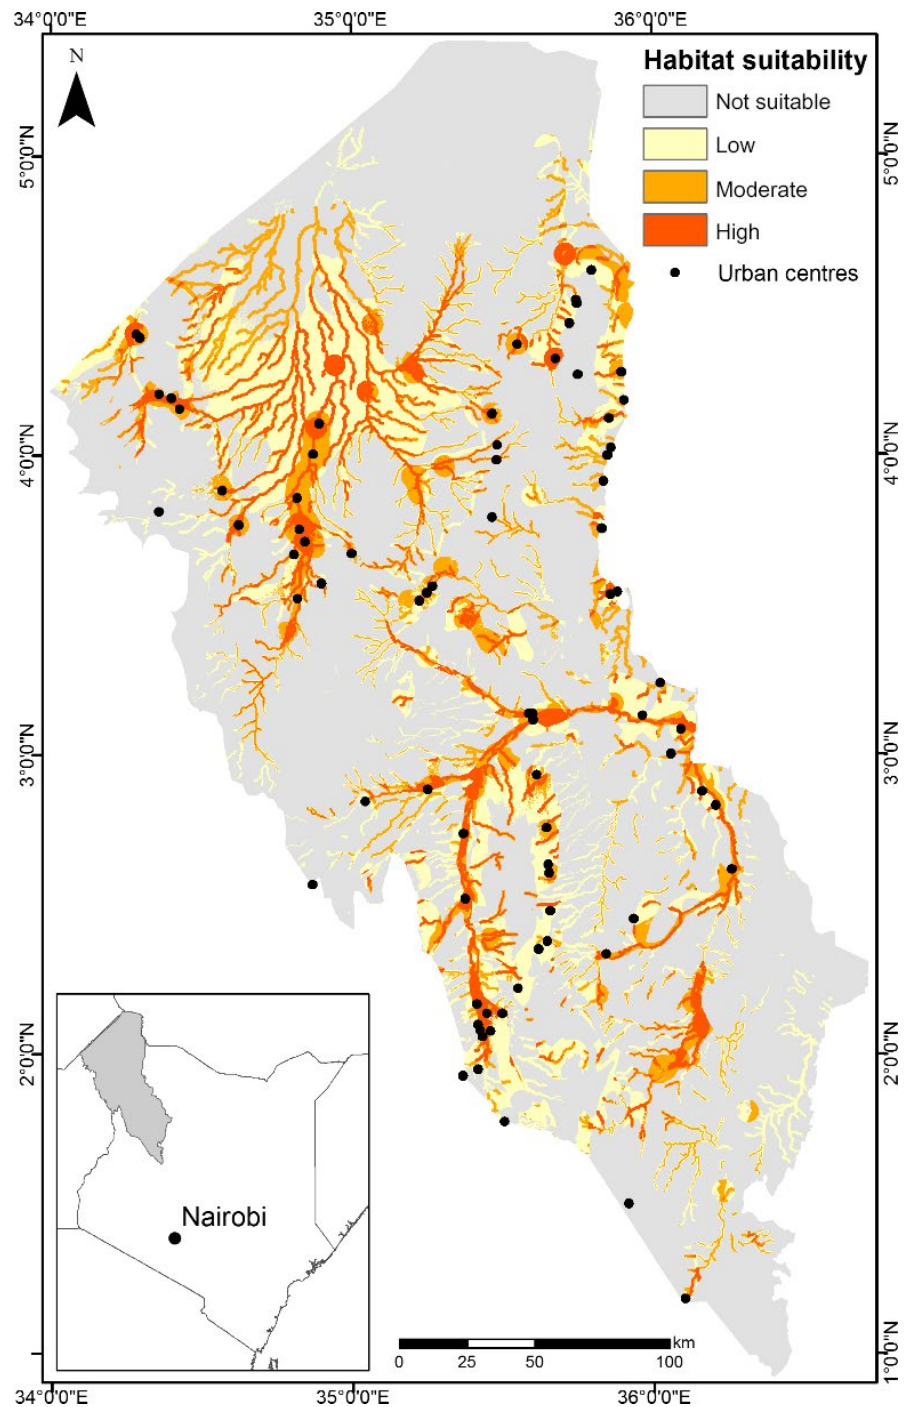 34°0'0"E 35°0'0"E 36°0'0"E
N
Habitat suitability
Not suitable
Low
Moderate
High
Urban centres
5°0'0"N 5°0'0"N
4°0'0"N 4°0'0"N
3°0'0"N 3°0'0"N
2°0'0"N 2°0'0"N
Nairobi
km
0 25 50 100
1°0'0"N
34°0'0"E 35°0'0"E 36°0'0"E